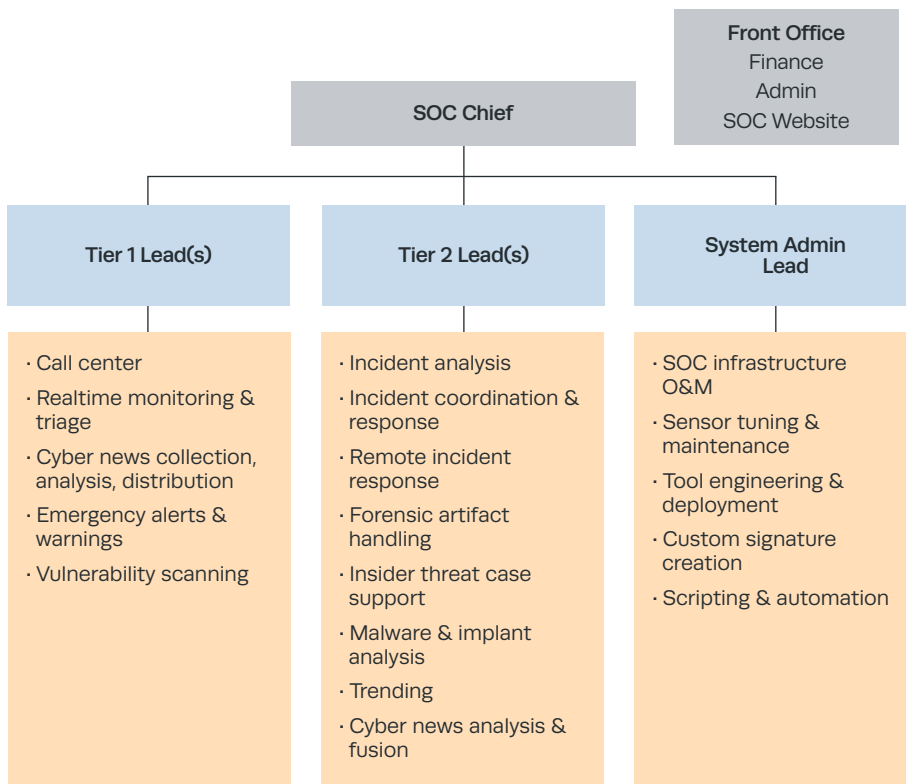 Front Office
Finance
Admin
SOC Website
SOC Chief
Tier 1 Lead(s)
Tier 2 Lead(s)
System Admin
Lead
· Call center
· Realtime monitoring &
triage
· Cyber news collection,
analysis, distribution
· Emergency alerts &
warnings
· Vulnerability scanning
· Incident analysis
· Incident coordination &
response
· Remote incident
response
· Forensic artifact
handling
· Insider threat case
support
· Malware & implant
analysis
· Trending
· Cyber news analysis &
fusion
· SOC infrastructure
O&M
· Sensor tuning &
maintenance
· Tool engineering &
deployment
· Custom signature
creation
· Scripting & automation